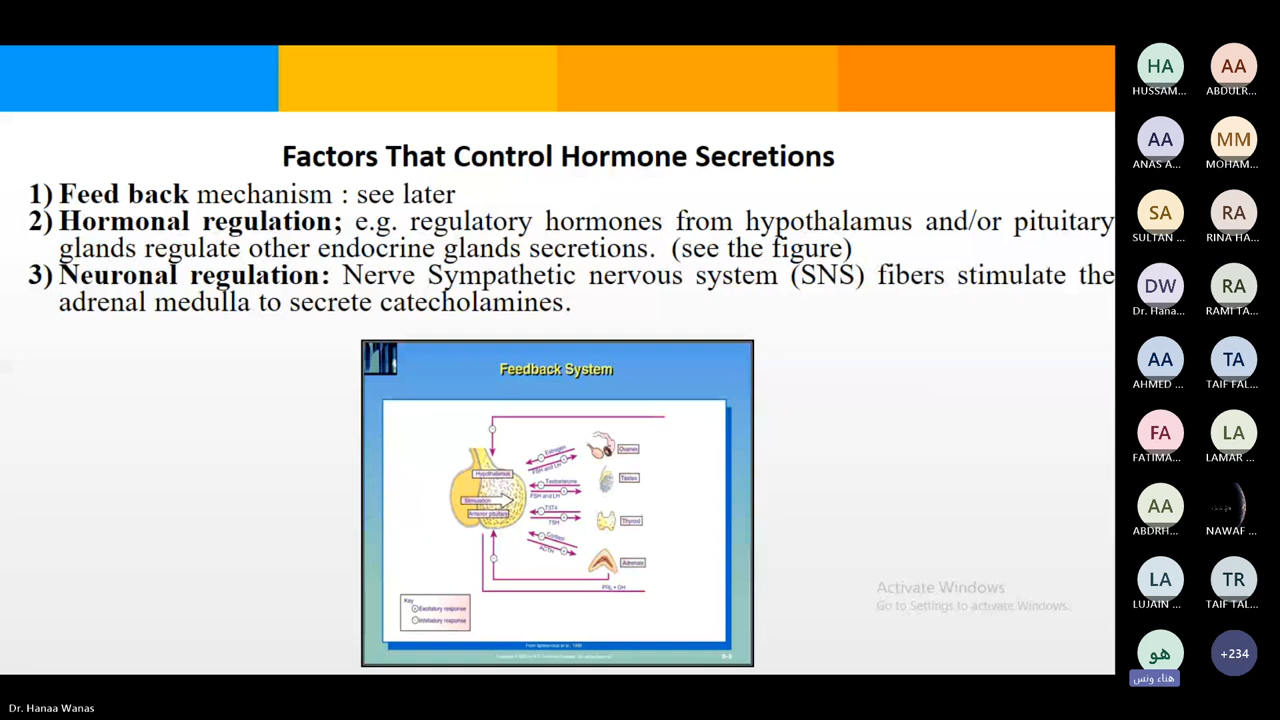 Factors That Control Hormone Secretions
1) Feed back mechanism : see later
2) Hormonal regulation; e.g. regulatory hormones from hypothalamus and/or pituitary
glands regulate other endocrine glands secretions. (see the figure)
3) Neuronal regulation: Nerve Sympathetic nervous system (SNS) fibers stimulate the
adrenal medulla to secrete catecholamines.
Feedback System
Hypothalamus
Stimulation
Anterior pituitary
Estrogen
FSH and LH
Ovaries
Testosterone
FSH and LH
Testes
T3T4
TSH
Thyroid
Cortisol
ACTH
Adrenals
PRL + GH
Key
+ Excitatory response
- Inhibitory response
Activate Windows
Go to Settings to activate Windows.
HA
HUSSAM...
AA
ABDULR...
AA
ANAS A...
MM
MOHAM...
SA
SULTAN ...
RA
RINA HA...
DW
Dr. Hana...
RA
RAMI TA...
AA
AHMED ...
TA
TAIF FAL...
FA
FATIMA...
LA
LAMAR ...
AA
ABDRH...
NAWAF ...
LA
LUJAIN ...
TR
TAIF TAL...
هو
هناء ونس
+234
Dr. Hanaa Wanas